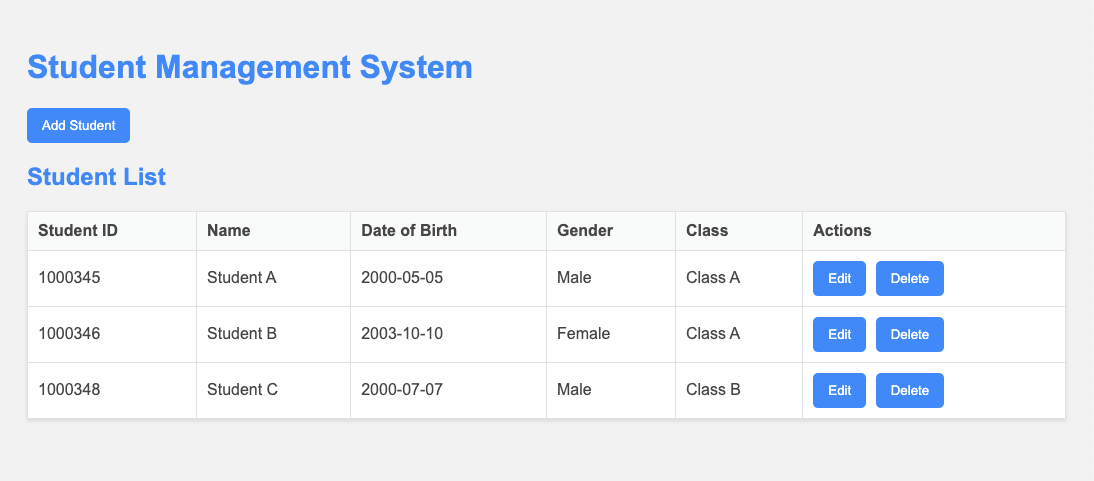 Student Management System
Add Student
Student List
Student ID Name Date of Birth Gender Class Actions
1000345 Student A 2000-05-05 Male Class A Edit Delete
1000346 Student B 2003-10-10 Female Class A Edit Delete
1000348 Student C 2000-07-07 Male Class B Edit Delete